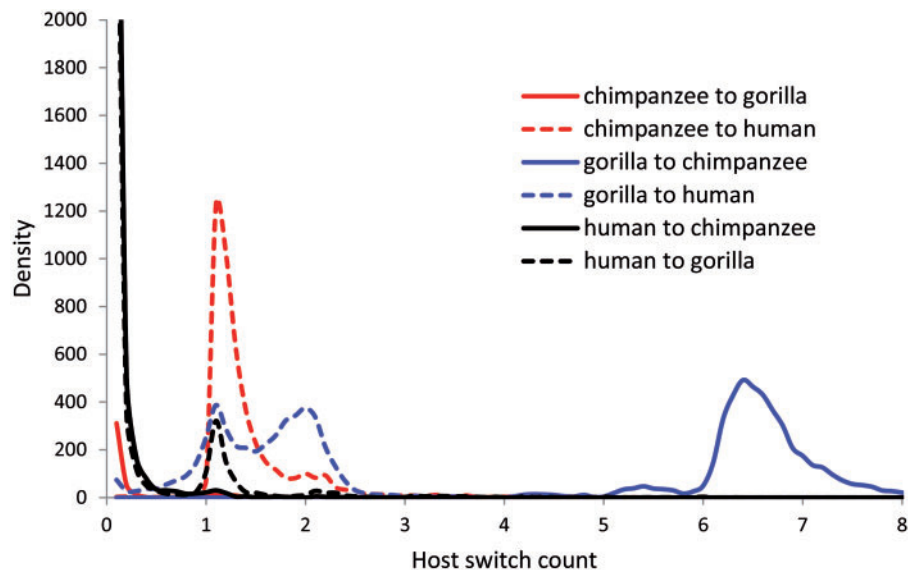 2000
1800
1600
1400
1200
1000
800
600
400
200
0
Density
chimpanzee to gorilla
chimpanzee to human
gorilla to chimpanzee
gorilla to human
human to chimpanzee
human to gorilla
0 1 2 3 4 5 6 7 8
Host switch count